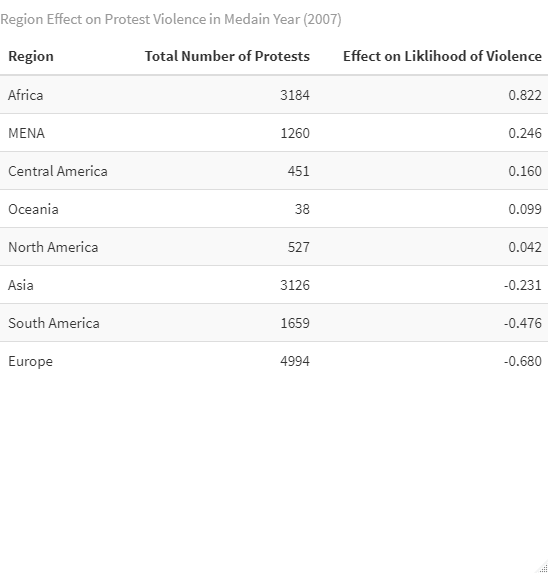 Region Effect on Protest Violence in Medain Year (2007)
Region Total Number of Protests Effect on Liklihood of Violence
Africa 3184 0.822
MENA 1260 0.246
Central America 451 0.160
Oceania 38 0.099
North America 527 0.042
Asia 3126 -0.231
South America 1659 -0.476
Europe 4994 -0.680